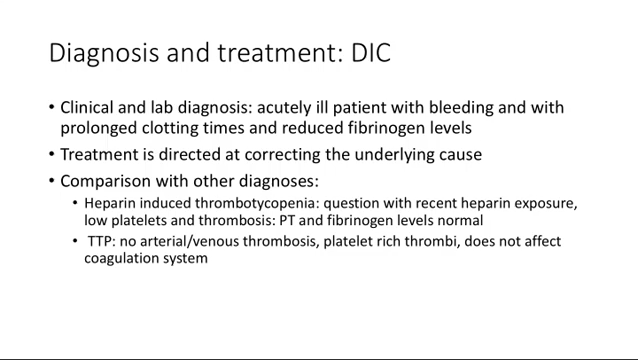 Diagnosis and treatment: DIC
• Clinical and lab diagnosis: acutely ill patient with bleeding and with
prolonged clotting times and reduced fibrinogen levels
• Treatment is directed at correcting the underlying cause
• Comparison with other diagnoses:
• Heparin induced thrombotycopenia: question with recent heparin exposure,
low platelets and thrombosis: PT and fibrinogen levels normal
• TTP: no arterial/venous thrombosis, platelet rich thrombi, does not affect
coagulation system